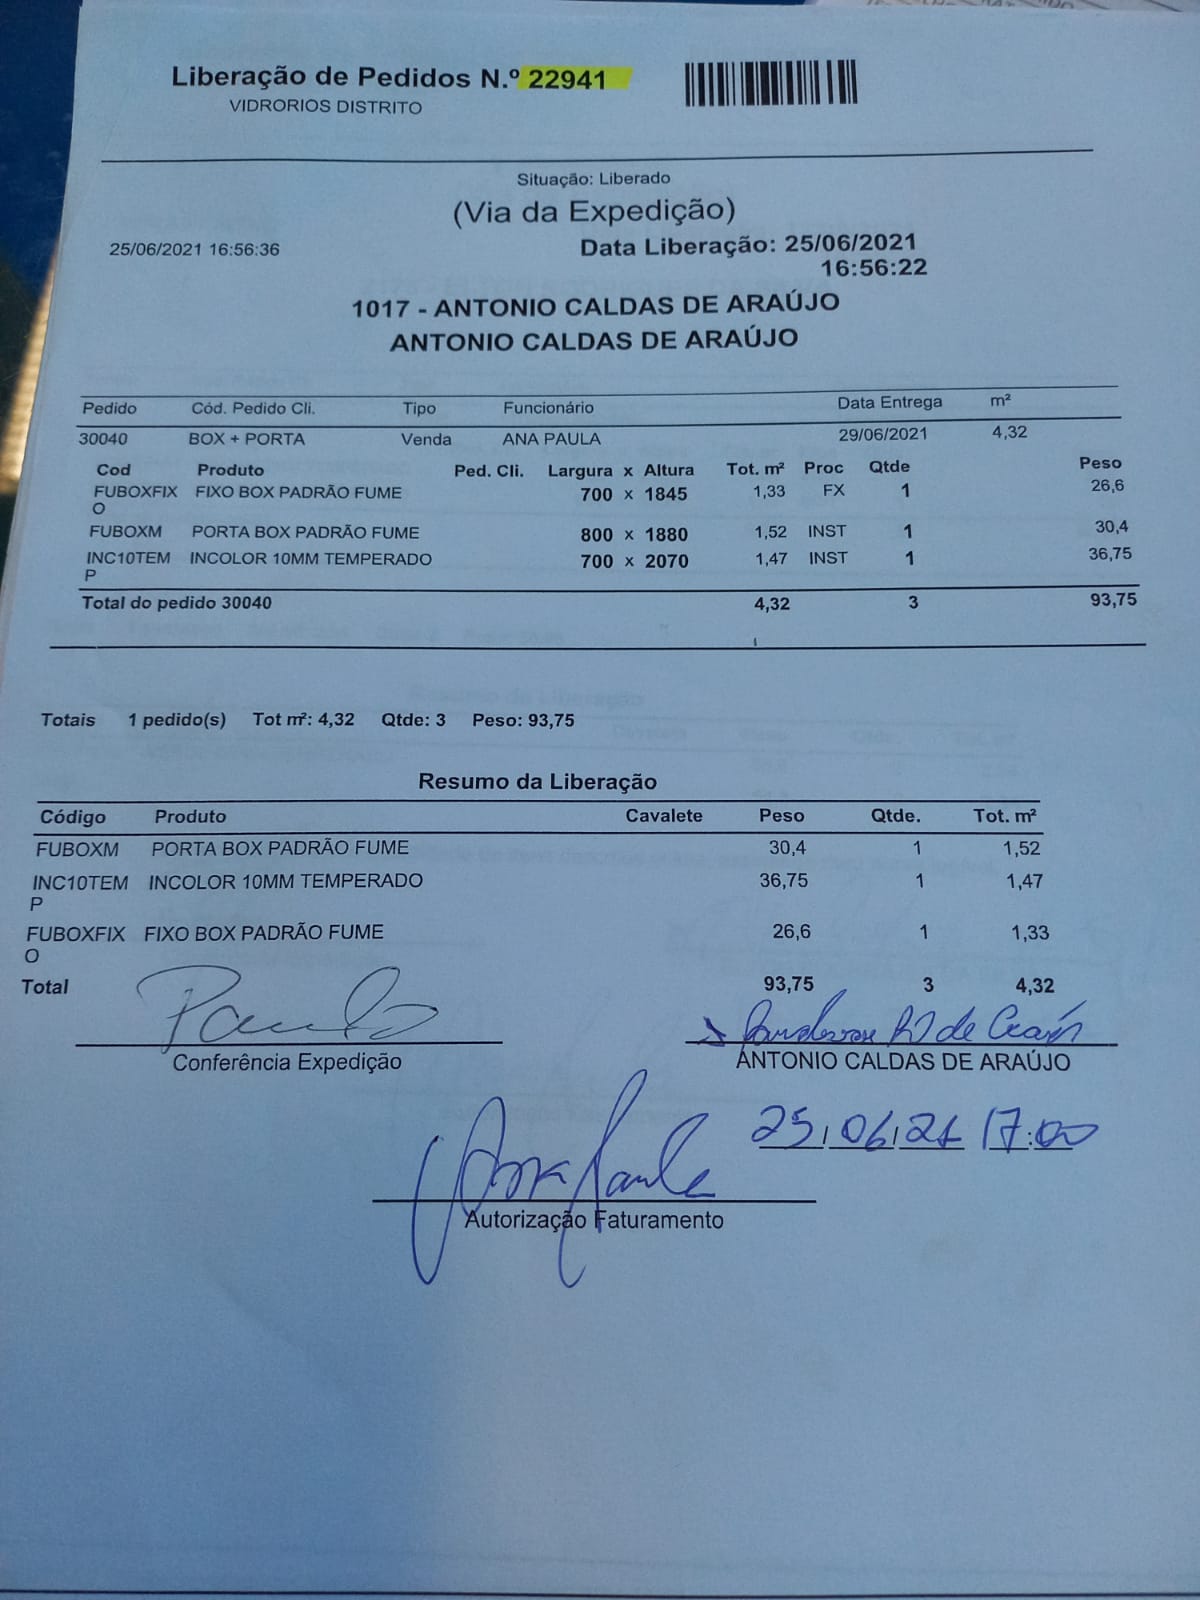 Liberação de Pedidos N.º 22941
VIDRORIOS DISTRITO
Situação: Liberado
(Via da Expedição)
25/06/2021 16:56:36 Data Liberação: 25/06/2021
16:56:22
1017 - ANTONIO CALDAS DE ARAÚJO
ANTONIO CALDAS DE ARAÚJO
Pedido Cód. Pedido Cli. Tipo Funcionário Data Entrega m²
30040 BOX + PORTA Venda ANA PAULA 29/06/2021 4,32
Cod Produto Ped. Cli. Largura x Altura Tot. m² Proc Qtde Peso
FUBOXFIX FIXO BOX PADRÃO FUME 700 x 1845 1,33 FX 1 26,6
O
FUBOXM PORTA BOX PADRÃO FUME 800 x 1880 1,52 INST 1 30,4
INC10TEM INCOLOR 10MM TEMPERADO 700 x 2070 1,47 INST 1 36,75
P
Total do pedido 30040 4,32 3 93,75
Totais 1 pedido(s) Tot m²: 4,32 Qtde: 3 Peso: 93,75
Resumo da Liberação
Código Produto Cavalete Peso Qtde. Tot. m²
FUBOXM PORTA BOX PADRÃO FUME 30,4 1 1,52
INC10TEM INCOLOR 10MM TEMPERADO 36,75 1 1,47
P
FUBOXFIX FIXO BOX PADRÃO FUME 26,6 1 1,33
O
Total 93,75 3 4,32
Paulo
Conferência Expedição ANTONIO CALDAS DE ARAÚJO
25/06/21 17:00
Ana Paula
Autorização Faturamento